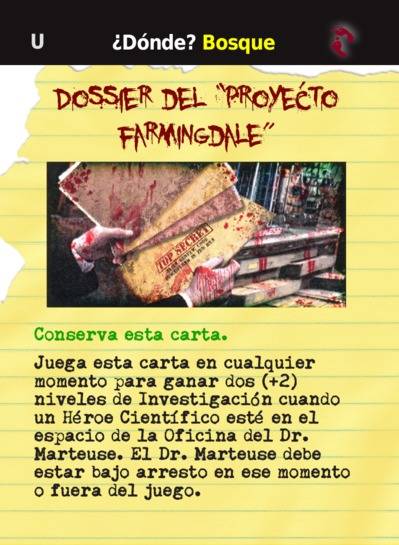 U
¿Dónde? Bosque
DOSSIER DEL "PROYECTO
FARMINGDALE"
TOP SECRET
Conserva esta carta.
Juega esta carta en cualquier
momento para ganar dos (+2)
niveles de Investigación cuando
un Héroe Científico esté en el
espacio de la Oficina del Dr.
Marteuse. El Dr. Marteuse debe
estar bajo arresto en ese momento
o fuera del juego.